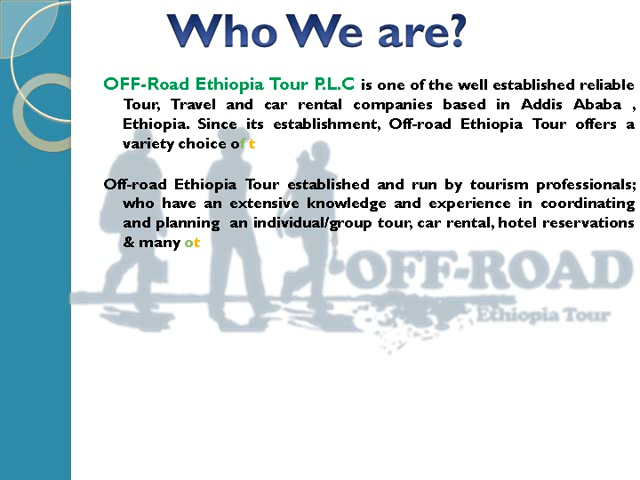 Who We are?
OFF-Road Ethiopia Tour P.L.C is one of the well established reliable
Tour, Travel and car rental companies based in Addis Ababa ,
Ethiopia. Since its establishment, Off-road Ethiopia Tour offers a
variety choice of t
Off-road Ethiopia Tour established and run by tourism professionals;
who have an extensive knowledge and experience in coordinating
and planning an individual/group tour, car rental, hotel reservations
& many ot
OFF-ROAD
Ethiopia Tour